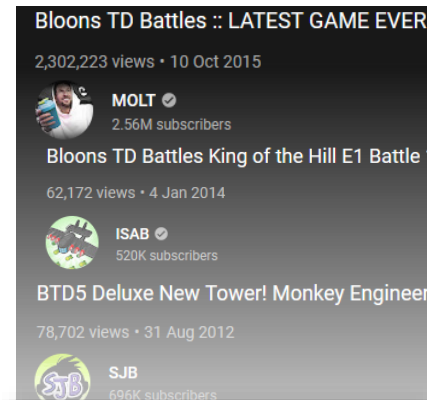 Bloons TD Battles :: LATEST GAME EVER
2,302,223 views • 10 Oct 2015
MOLT
2.56M subscribers
Bloons TD Battles King of the Hill E1 Battle
62,172 views • 4 Jan 2014
ISAB
520K subscribers
BTD5 Deluxe New Tower! Monkey Engineer
78,702 views • 31 Aug 2012
SJB
SJB
696K subscribers